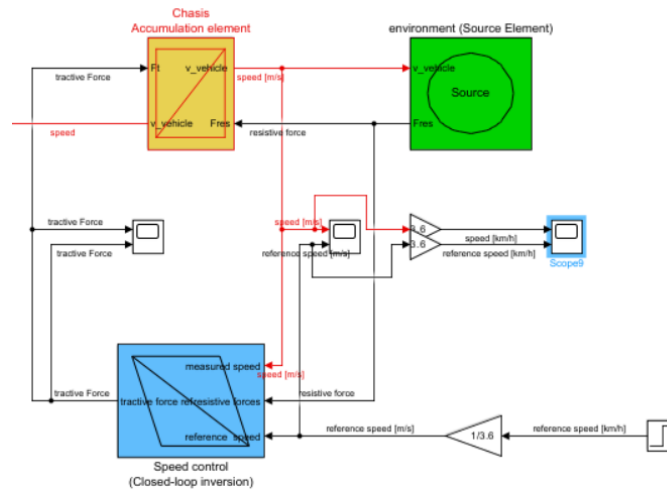 Chasis
Accumulation element
environment (Source Element)
Ft
v_vehicle
v_vehicle
tractive Force
speed [m/s]
Source
v_vehicle
Fres
Fres
speed
resistive force
tractive Force
speed [m/s]
3.6
speed [km/h]
tractive Force
reference speed [m/s]
3.6
reference speed [km/h]
Scope9
measured speed
speed [m/s]
tractive Force
tractive force ref
resistive forces
resistive force
reference speed
reference speed [m/s]
1/3.6
reference speed [km/h]
Speed control
(Closed-loop inversion)